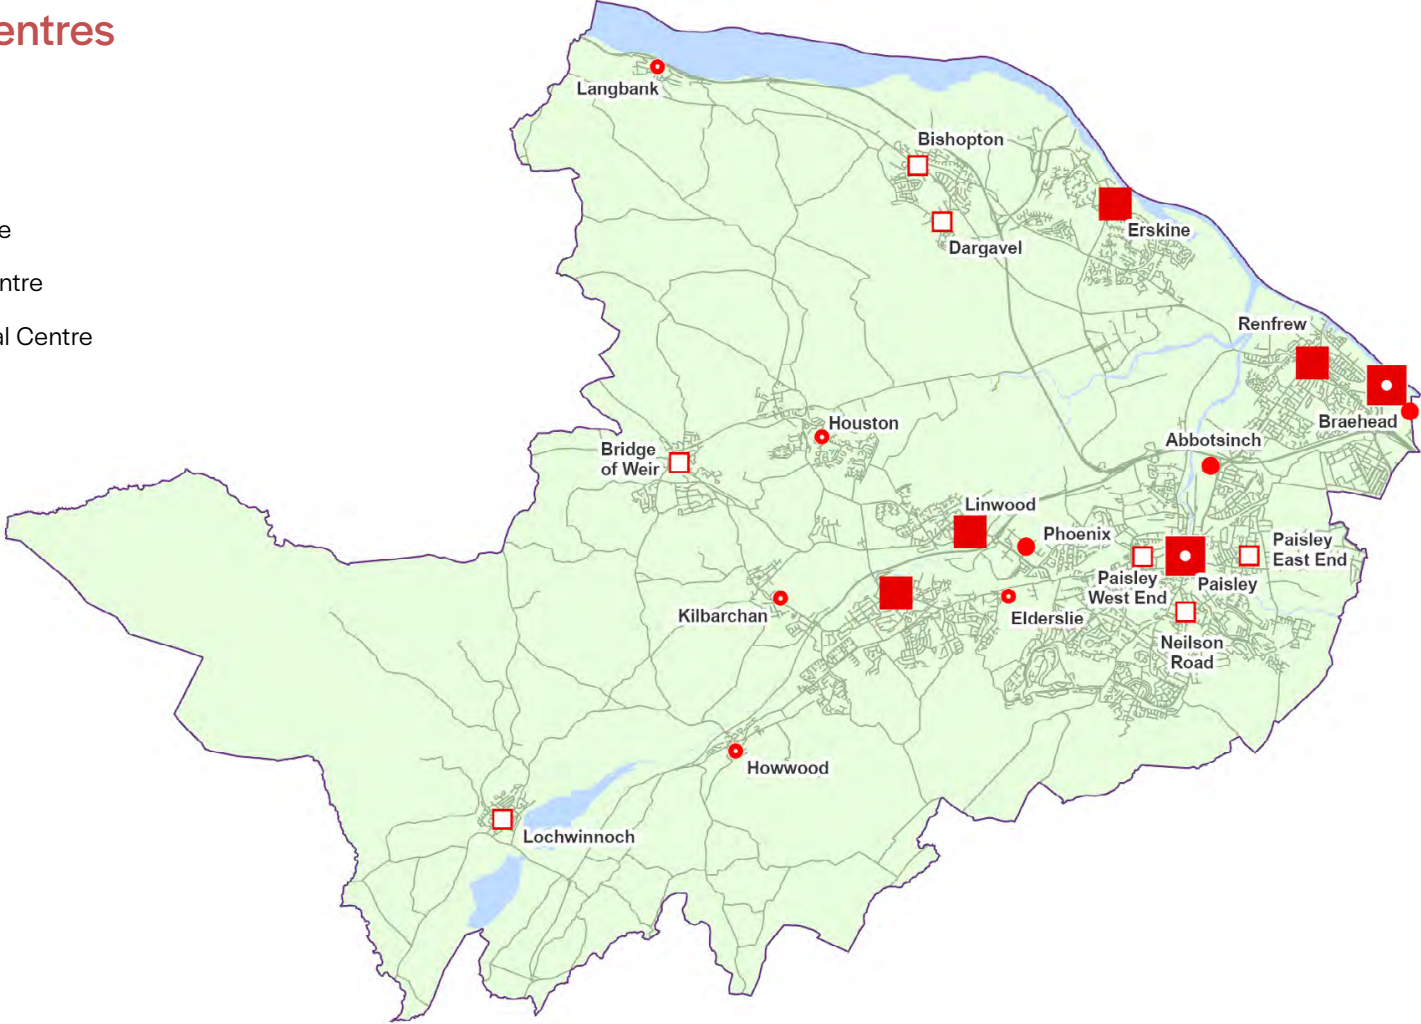 entres
e
ntre
al Centre
Langbank
Bishopton
Dargavel
Erskine
Renfrew
Braehead
Abbotsinch
Houston
Bridge
of Weir
Linwood
Phoenix
Paisley
East End
Paisley
West End
Paisley
Elderslie
Kilbarchan
Neilson
Road
Howwood
Lochwinnoch